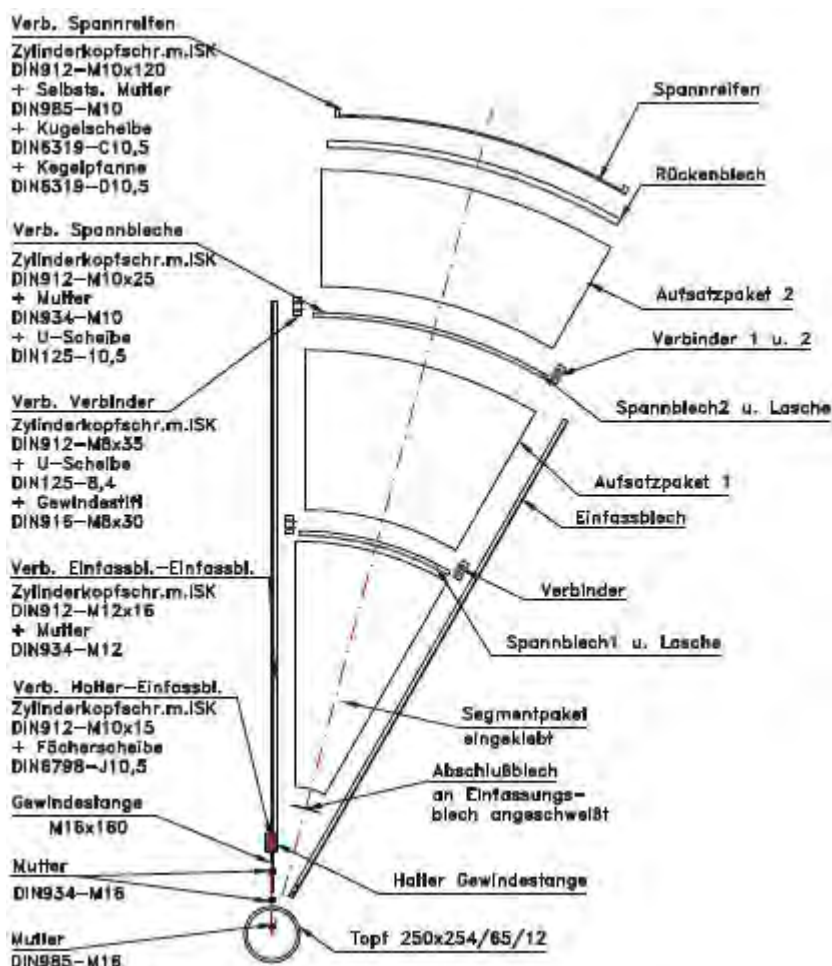 Verb. Spannreifen
Zylinderkopfschr.m.ISK
DIN912-M10x120
+ Selbsts. Mutter
DIN985-M10
+ Kugelscheibe
DIN6319-C10,5
+ Kegelpfanne
DIN6319-D10,5
Verb. Spannbleche
Zylinderkopfschr.m.ISK
DIN912-M10x25
+ Mutter
DIN934-M10
+ U-Scheibe
DIN125-10,5
Verb. Verbinder
Zylinderkopfschr.m.ISK
DIN912-M8x35
+ U-Scheibe
DIN125-8,4
+ Gewindestift
DIN916-M8x30
Verb. Einfassbl.-Einfassbl.
Zylinderkopfschr.m.ISK
DIN912-M12x16
+ Mutter
DIN934-M12
Verb. Halter-Einfassbl.
Zylinderkopfschr.m.ISK
DIN912-M10x15
+ Fächerscheibe
DIN6798-J10,5
Gewindestange
M16x160
Mutter
DIN934-M16
Mutter
DIN985-M16
Spannreifen
Rückenblech
Aufsatzpaket 2
Verbinder 1 u. 2
Spannblech2 u. Lasche
Aufsatzpaket 1
Einfassblech
Verbinder
Spannblech1 u. Lasche
Segmentpaket
eingeklebt
Abschlußblech
an Einfassungs-
blech angeschweißt
Halter Gewindestange
Topf 250x254/65/12